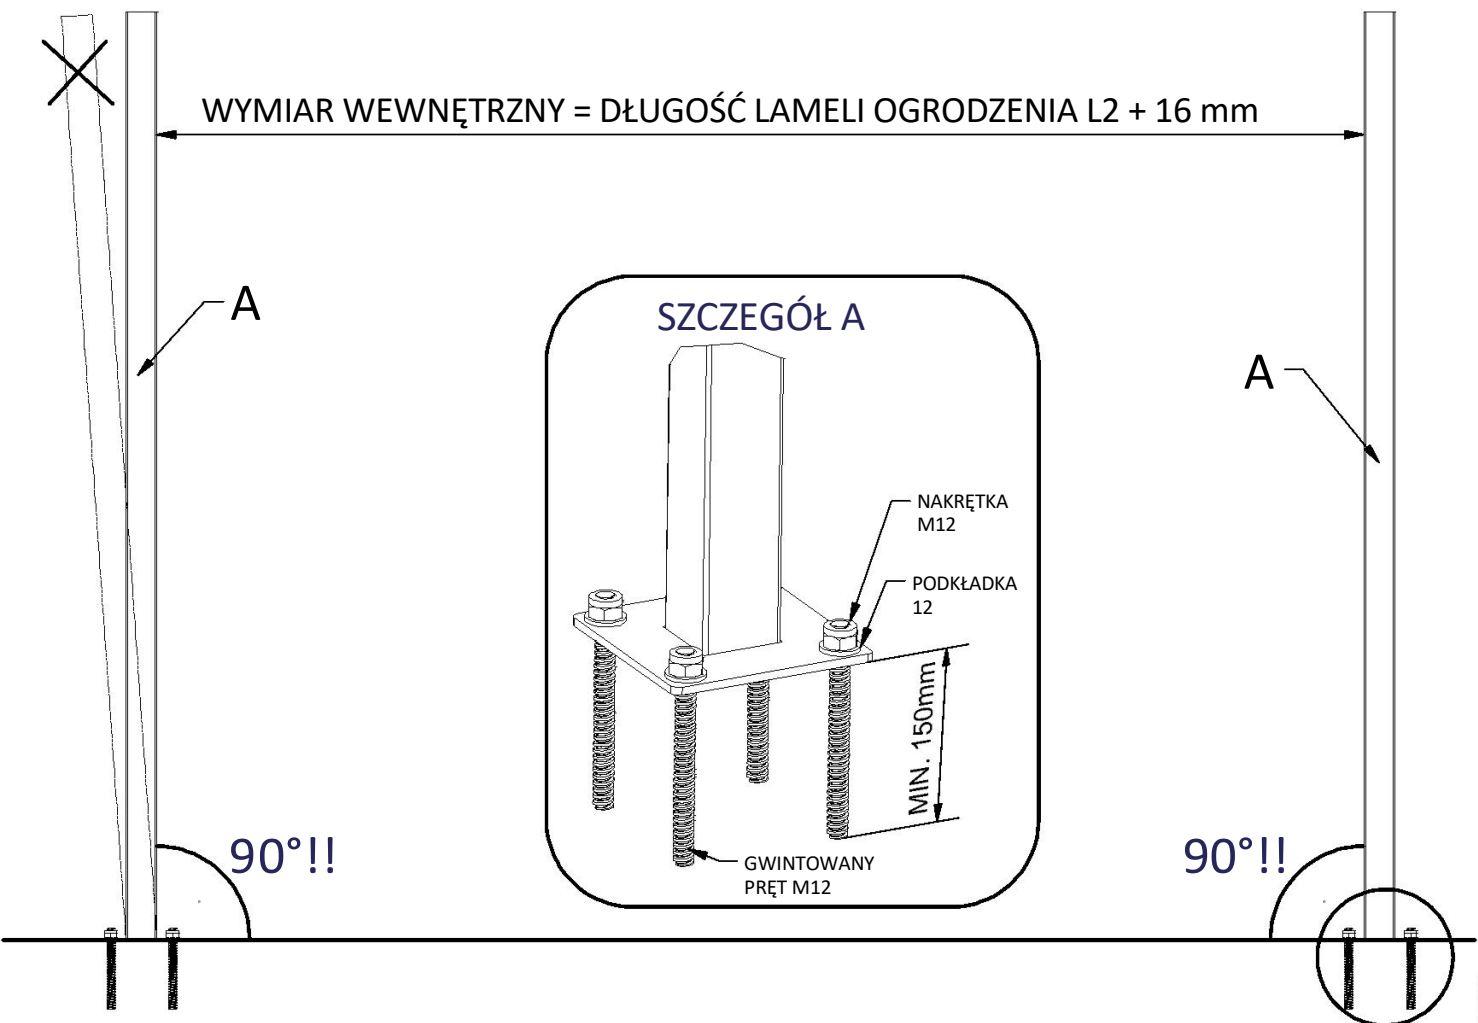 WYMIAR WEWNĘTRZNY = DŁUGOŚĆ LAMELI OGRODZENIA L2 + 16 mm
A
SZCZEGÓŁ A
A
NAKRĘTKA
M12
PODKŁADKA
12
MIN. 150mm
GWINTOWANY
PRĘT M12
90°!!
90°!!